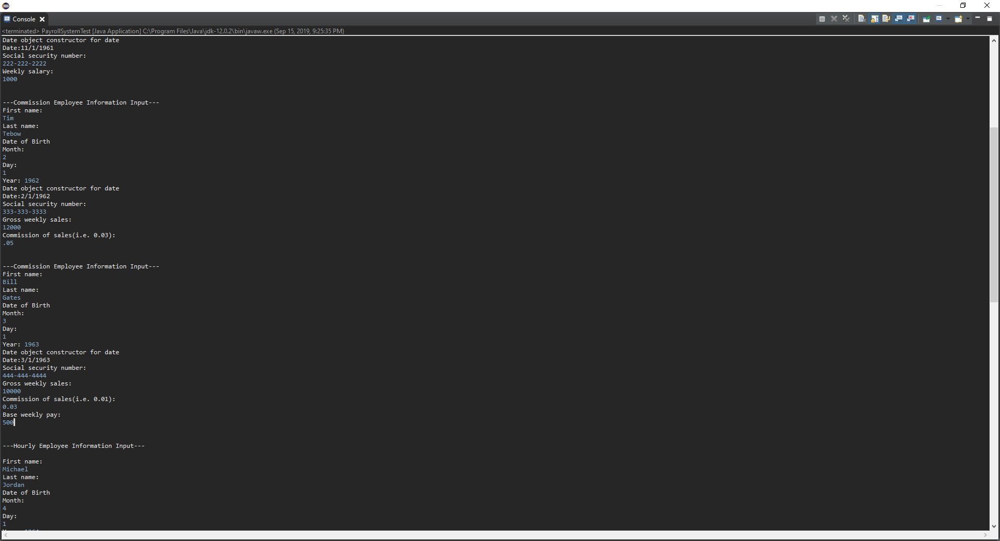 Console
<terminated> PayrollSystemTest [Java Application] C:\Program Files\Java\jdk-12.0.2\bin\javaw.exe (Sep 15, 2019, 9:25:35 PM)
Date object constructor for date
Date:11/1/1961
Social security number:
222-222-2222
Weekly salary:
1000
---Commission Employee Information Input---
First name:
Tim
Last name:
Tebow
Date of Birth
Month:
2
Day:
1
Year: 1962
Date object constructor for date
Date:2/1/1962
Social security number:
333-333-3333
Gross weekly sales:
12000
Commission of sales(i.e. 0.03):
.05
---Commission Employee Information Input---
First name:
Bill
Last name:
Gates
Date of Birth
Month:
3
Day:
1
Year: 1963
Date object constructor for date
Date:3/1/1963
Social security number:
444-444-4444
Gross weekly sales:
10000
Commission of sales(i.e. 0.01):
0.03
Base weekly pay:
500
---Hourly Employee Information Input---
First name:
Michael
Last name:
Jordan
Date of Birth
Month:
4
Day:
1